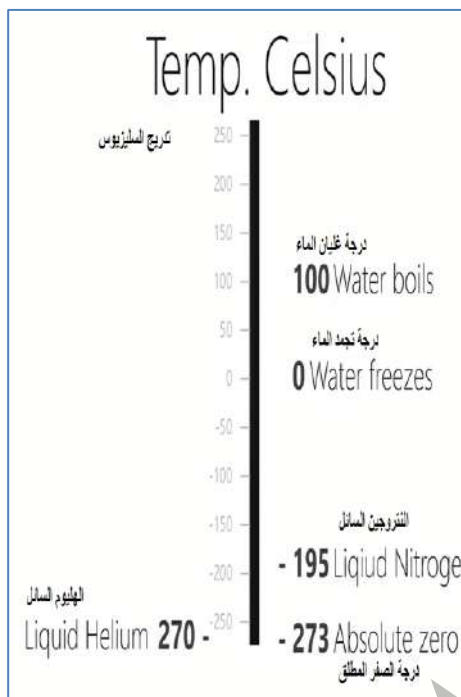 Temp. Celsius
تدريج السليزيوس
250
200
150
درجة غليان الماء
100 Water boils
100
50
درجة تجمد الماء
0 Water freezes
0
-50
-100
-150
النتروجين السائل
- 195 Liqiud Nitroge
-200
الهليوم السائل
-250
Liquid Helium 270 -
- 273 Absolute zero
درجة الصفر المطلق